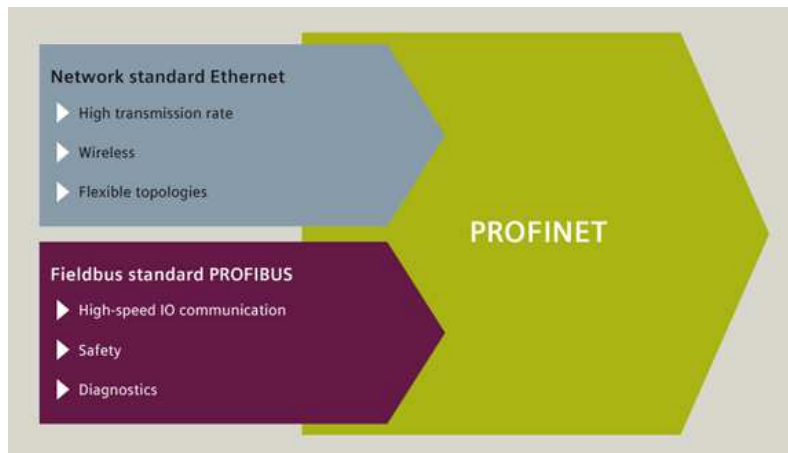 Network standard Ethernet
High transmission rate
Wireless
Flexible topologies
PROFINET
Fieldbus standard PROFIBUS
High-speed IO communication
Safety
Diagnostics